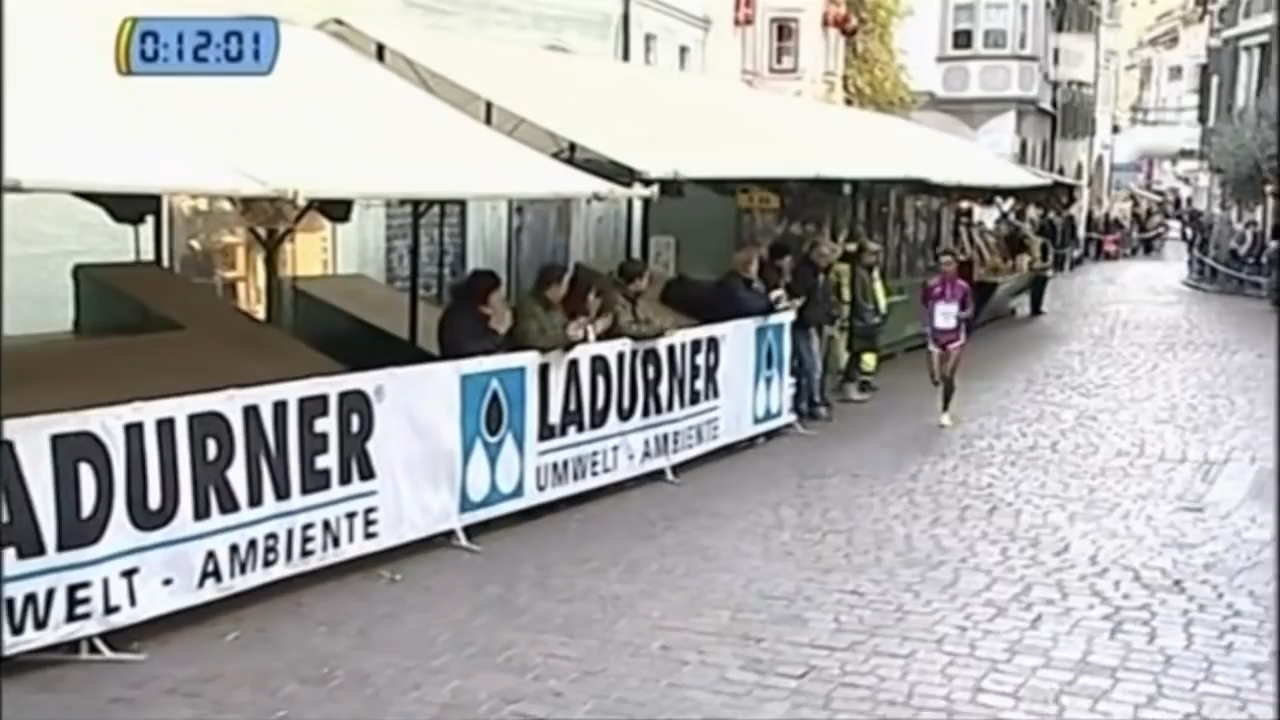 0:12:01
ADURNER®
WELT - AMBIENTE
LADURNER
UMWELT - AMBIENTE